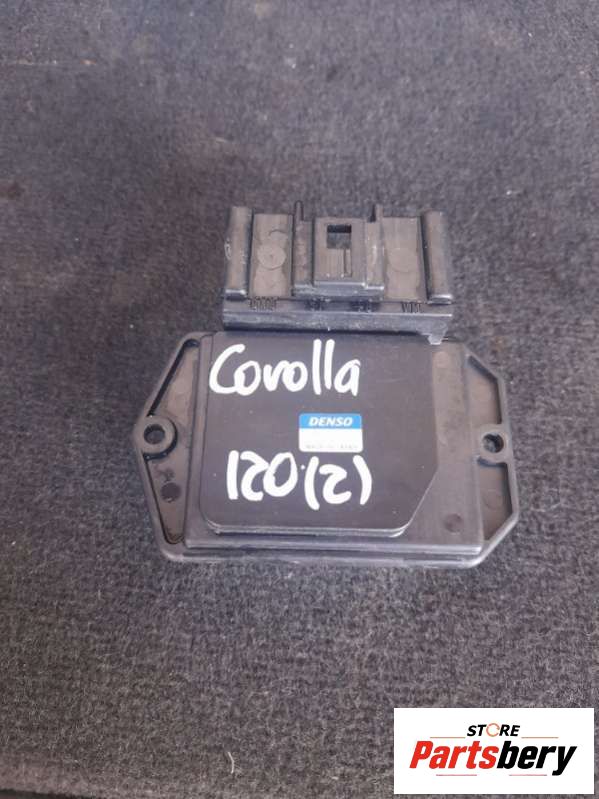 Corolla
DENSO
120(2)
STORE
Partsbery